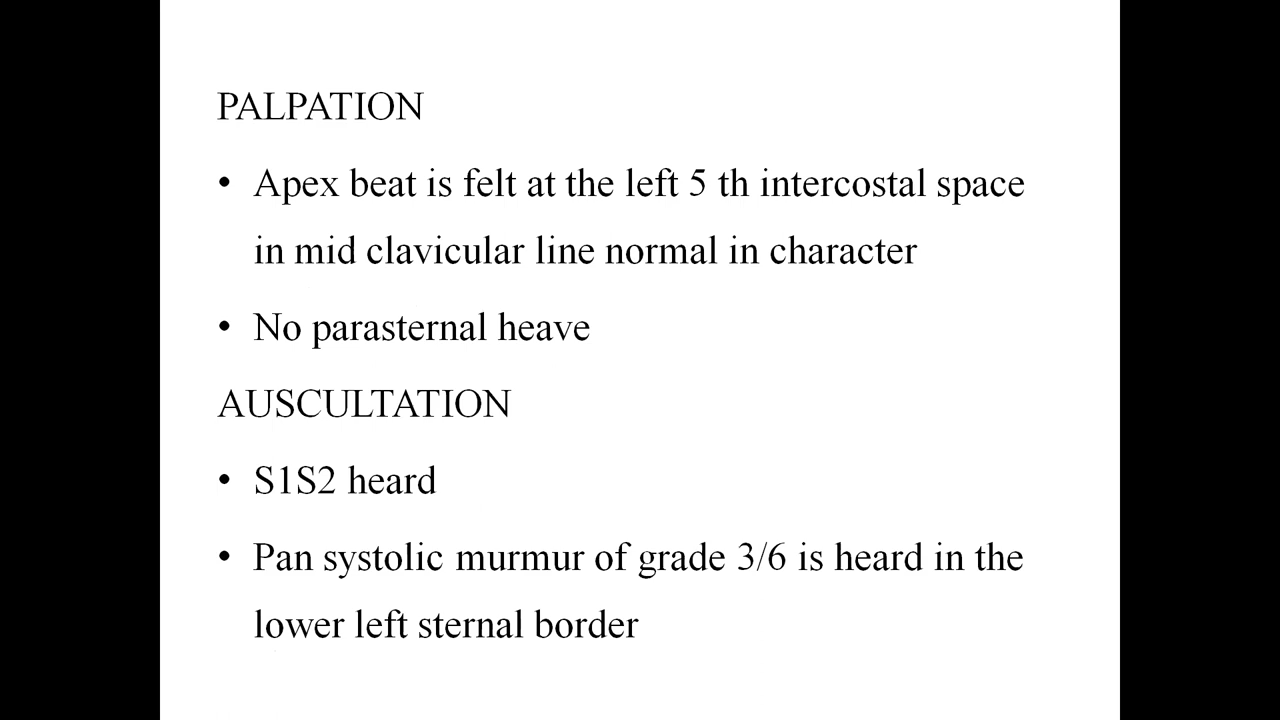 PALPATION
• Apex beat is felt at the left 5 th intercostal space
in mid clavicular line normal in character
• No parasternal heave
AUSCULTATION
• S1S2 heard
• Pan systolic murmur of grade 3/6 is heard in the
lower left sternal border